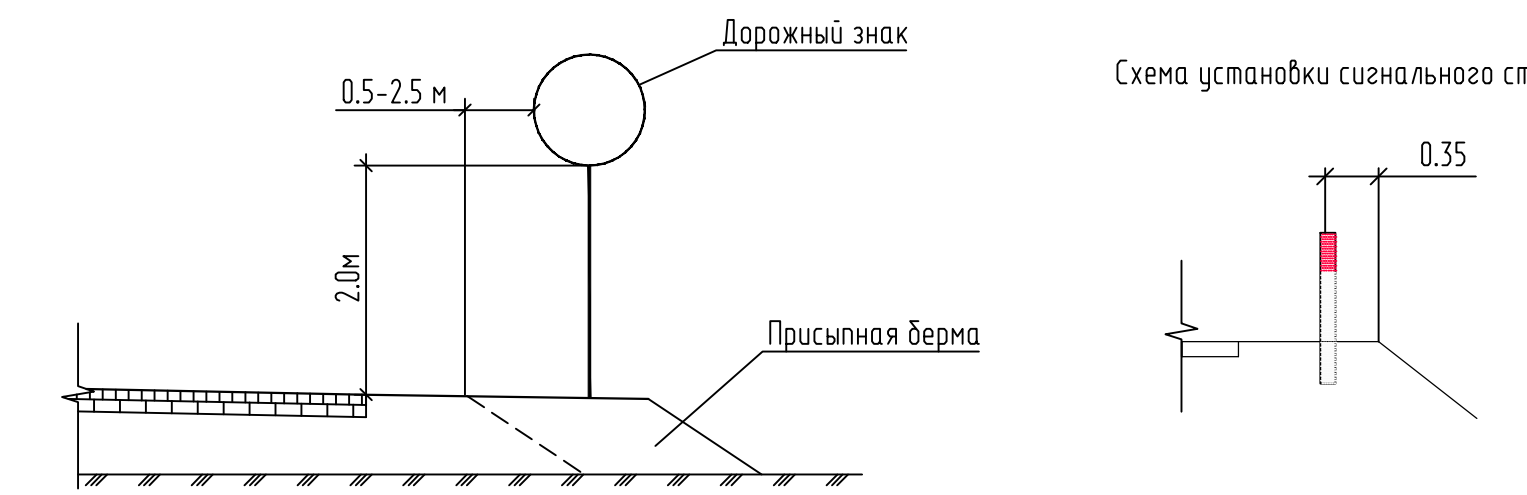 Дорожный знак
0.5-2.5 м
Схема установки сигнального
0.35
2.0м
Присыпная берма